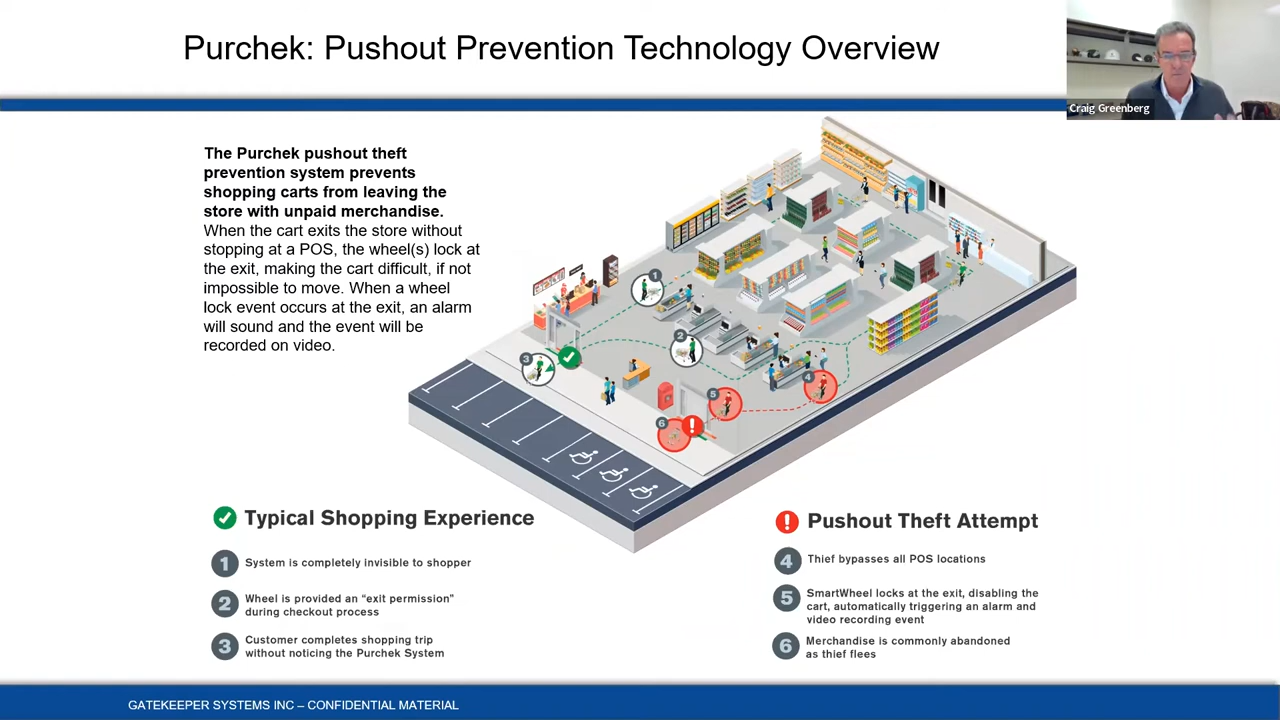 Purchek: Pushout Prevention Technology Overview
Craig Greenberg
The Purchek pushout theft
prevention system prevents
shopping carts from leaving the
store with unpaid merchandise.
When the cart exits the store without
stopping at a POS, the wheel(s) lock at
the exit, making the cart difficult, if not
impossible to move. When a wheel
lock event occurs at the exit, an alarm
will sound and the event will be
recorded on video.
1
2
3
4
5
6
Typical Shopping Experience
1 System is completely invisible to shopper
2 Wheel is provided an “exit permission”
during checkout process
3 Customer completes shopping trip
without noticing the Purchek System
Pushout Theft Attempt
4 Thief bypasses all POS locations
5 SmartWheel locks at the exit, disabling the
cart, automatically triggering an alarm and
video recording event
6 Merchandise is commonly abandoned
as thief flees
GATEKEEPER SYSTEMS INC – CONFIDENTIAL MATERIAL